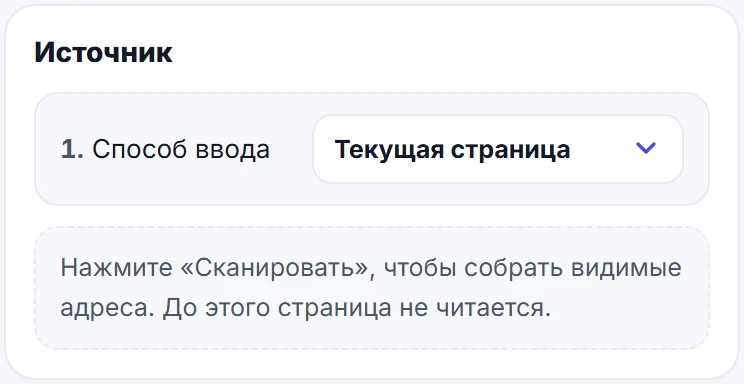 Источник
1. Способ ввода
Текущая страница
Нажмите «Сканировать», чтобы собрать видимые
адреса. До этого страница не читается.